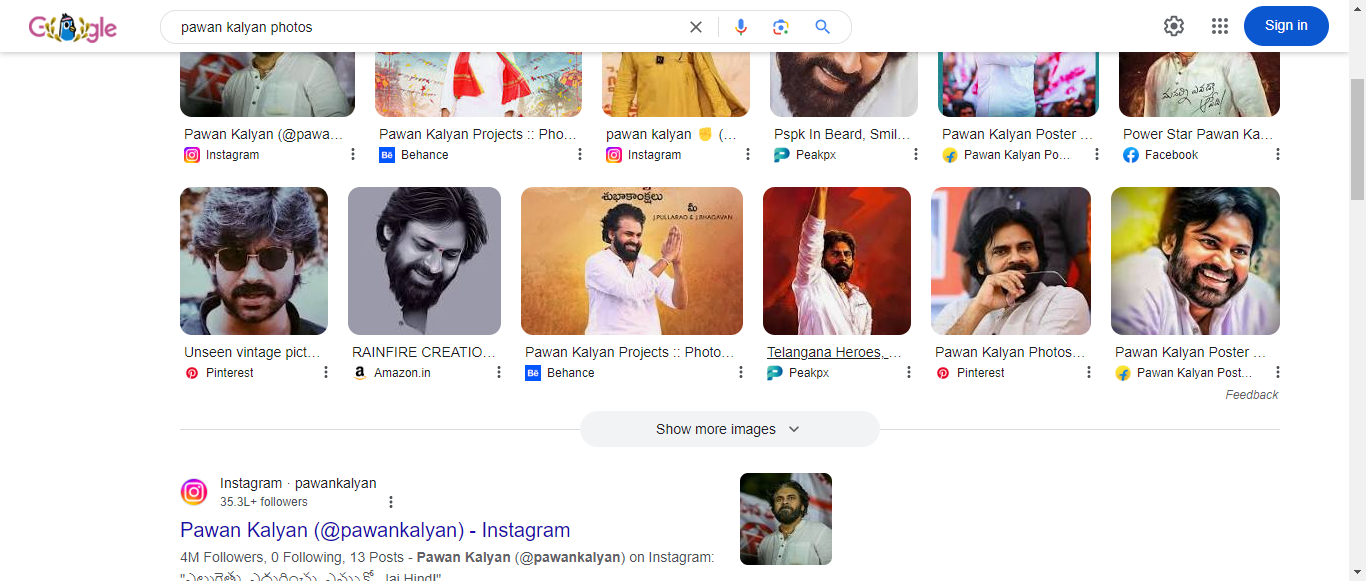 Google
pawan kalyan photos
Sign in
Pawan Kalyan (@pawa...
Instagram
Pawan Kalyan Projects :: Pho...
Behance
pawan kalyan ✊ (...
Instagram
Pspk In Beard, Smil...
Peakpx
Pawan Kalyan Poster ...
Pawan Kalyan Po...
Power Star Pawan Ka...
Facebook
శుభాకాంక్షలు
మీ
J.PULLARAO & J.BHAGAVAN
Unseen vintage pict...
Pinterest
RAINFIRE CREATIO...
Amazon.in
Pawan Kalyan Projects :: Photo...
Behance
Telangana Heroes, ...
Peakpx
Pawan Kalyan Photos...
Pinterest
Pawan Kalyan Poster ...
Pawan Kalyan Post...
Feedback
Show more images
Instagram · pawankalyan
35.3L+ followers
Pawan Kalyan (@pawankalyan) - Instagram
4M Followers, 0 Following, 13 Posts - Pawan Kalyan (@pawankalyan) on Instagram:
Jai Hind!"